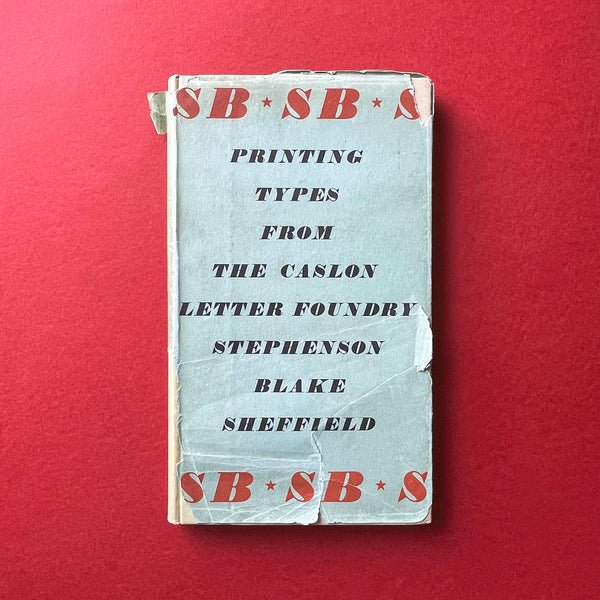 SB ★ SB ★ S
PRINTING
TYPES
FROM
THE CASLON
LETTER FOUNDRY
STEPHENSON
BLAKE
SHEFFIELD
SB ★ SB ★ S